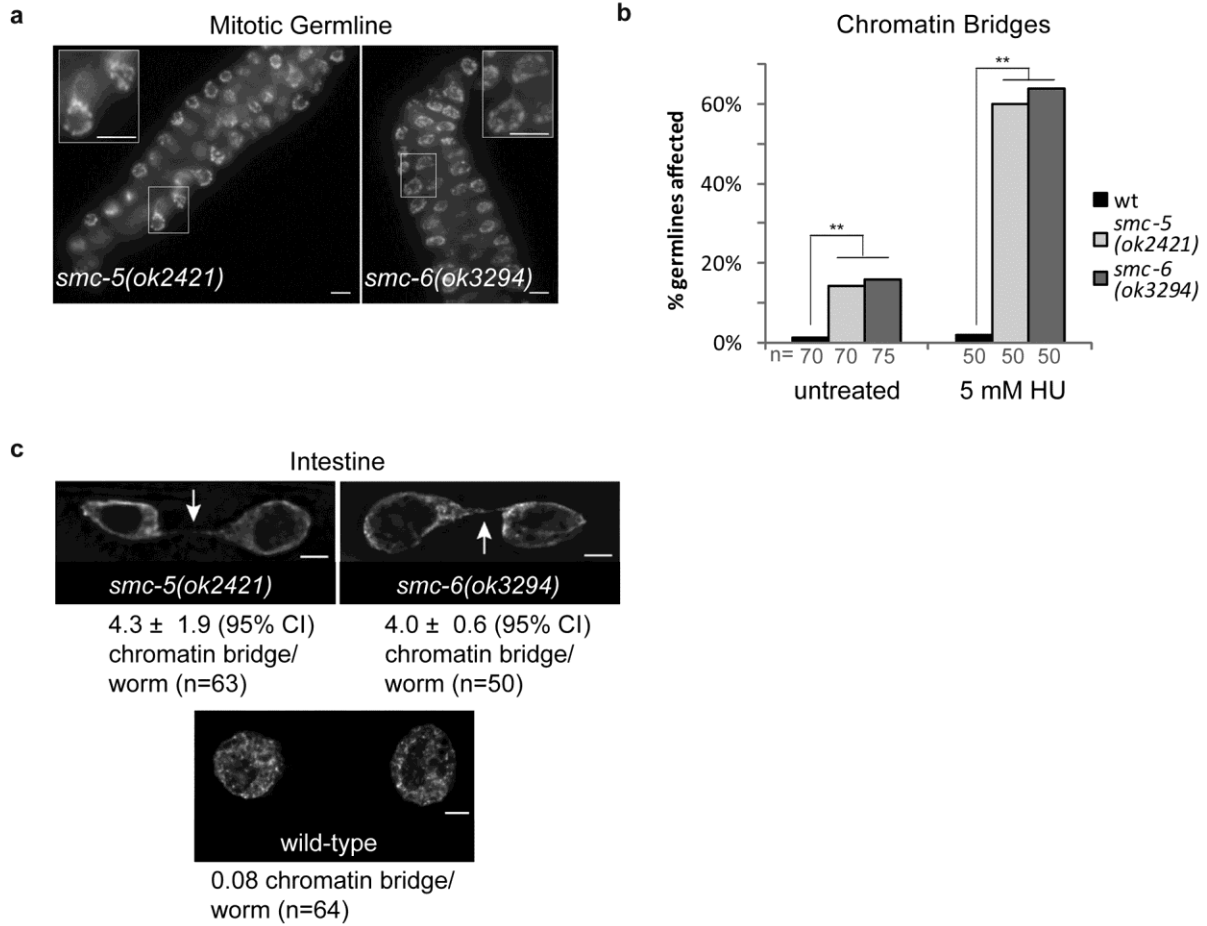 a
Mitotic Germline
smc-5(ok2421)
smc-6(ok3294)
b
Chromatin Bridges
% germlines affected
60%
40%
20%
0%
**
**
wt
smc-5
(ok2421)
smc-6
(ok3294)
n= 70 70 75 50 50 50
untreated 5 mM HU
c
Intestine
smc-5(ok2421)
4.3 ± 1.9 (95% CI)
chromatin bridge/
worm (n=63)
smc-6(ok3294)
4.0 ± 0.6 (95% CI)
chromatin bridge/
worm (n=50)
wild-type
0.08 chromatin bridge/
worm (n=64)